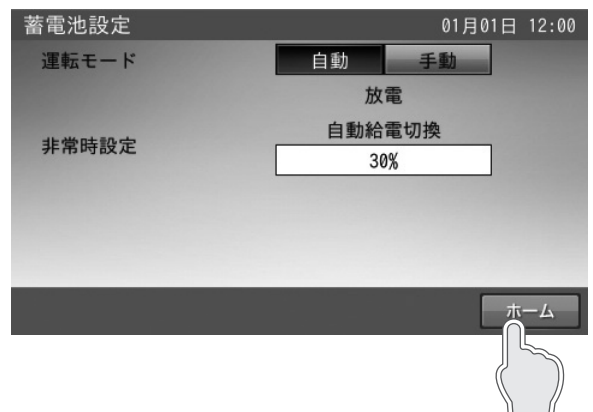 蓄電池設定 01月01日 12:00
運転モード 自動 手動
放電
自動給電切換
非常時設定
30%
ホーム